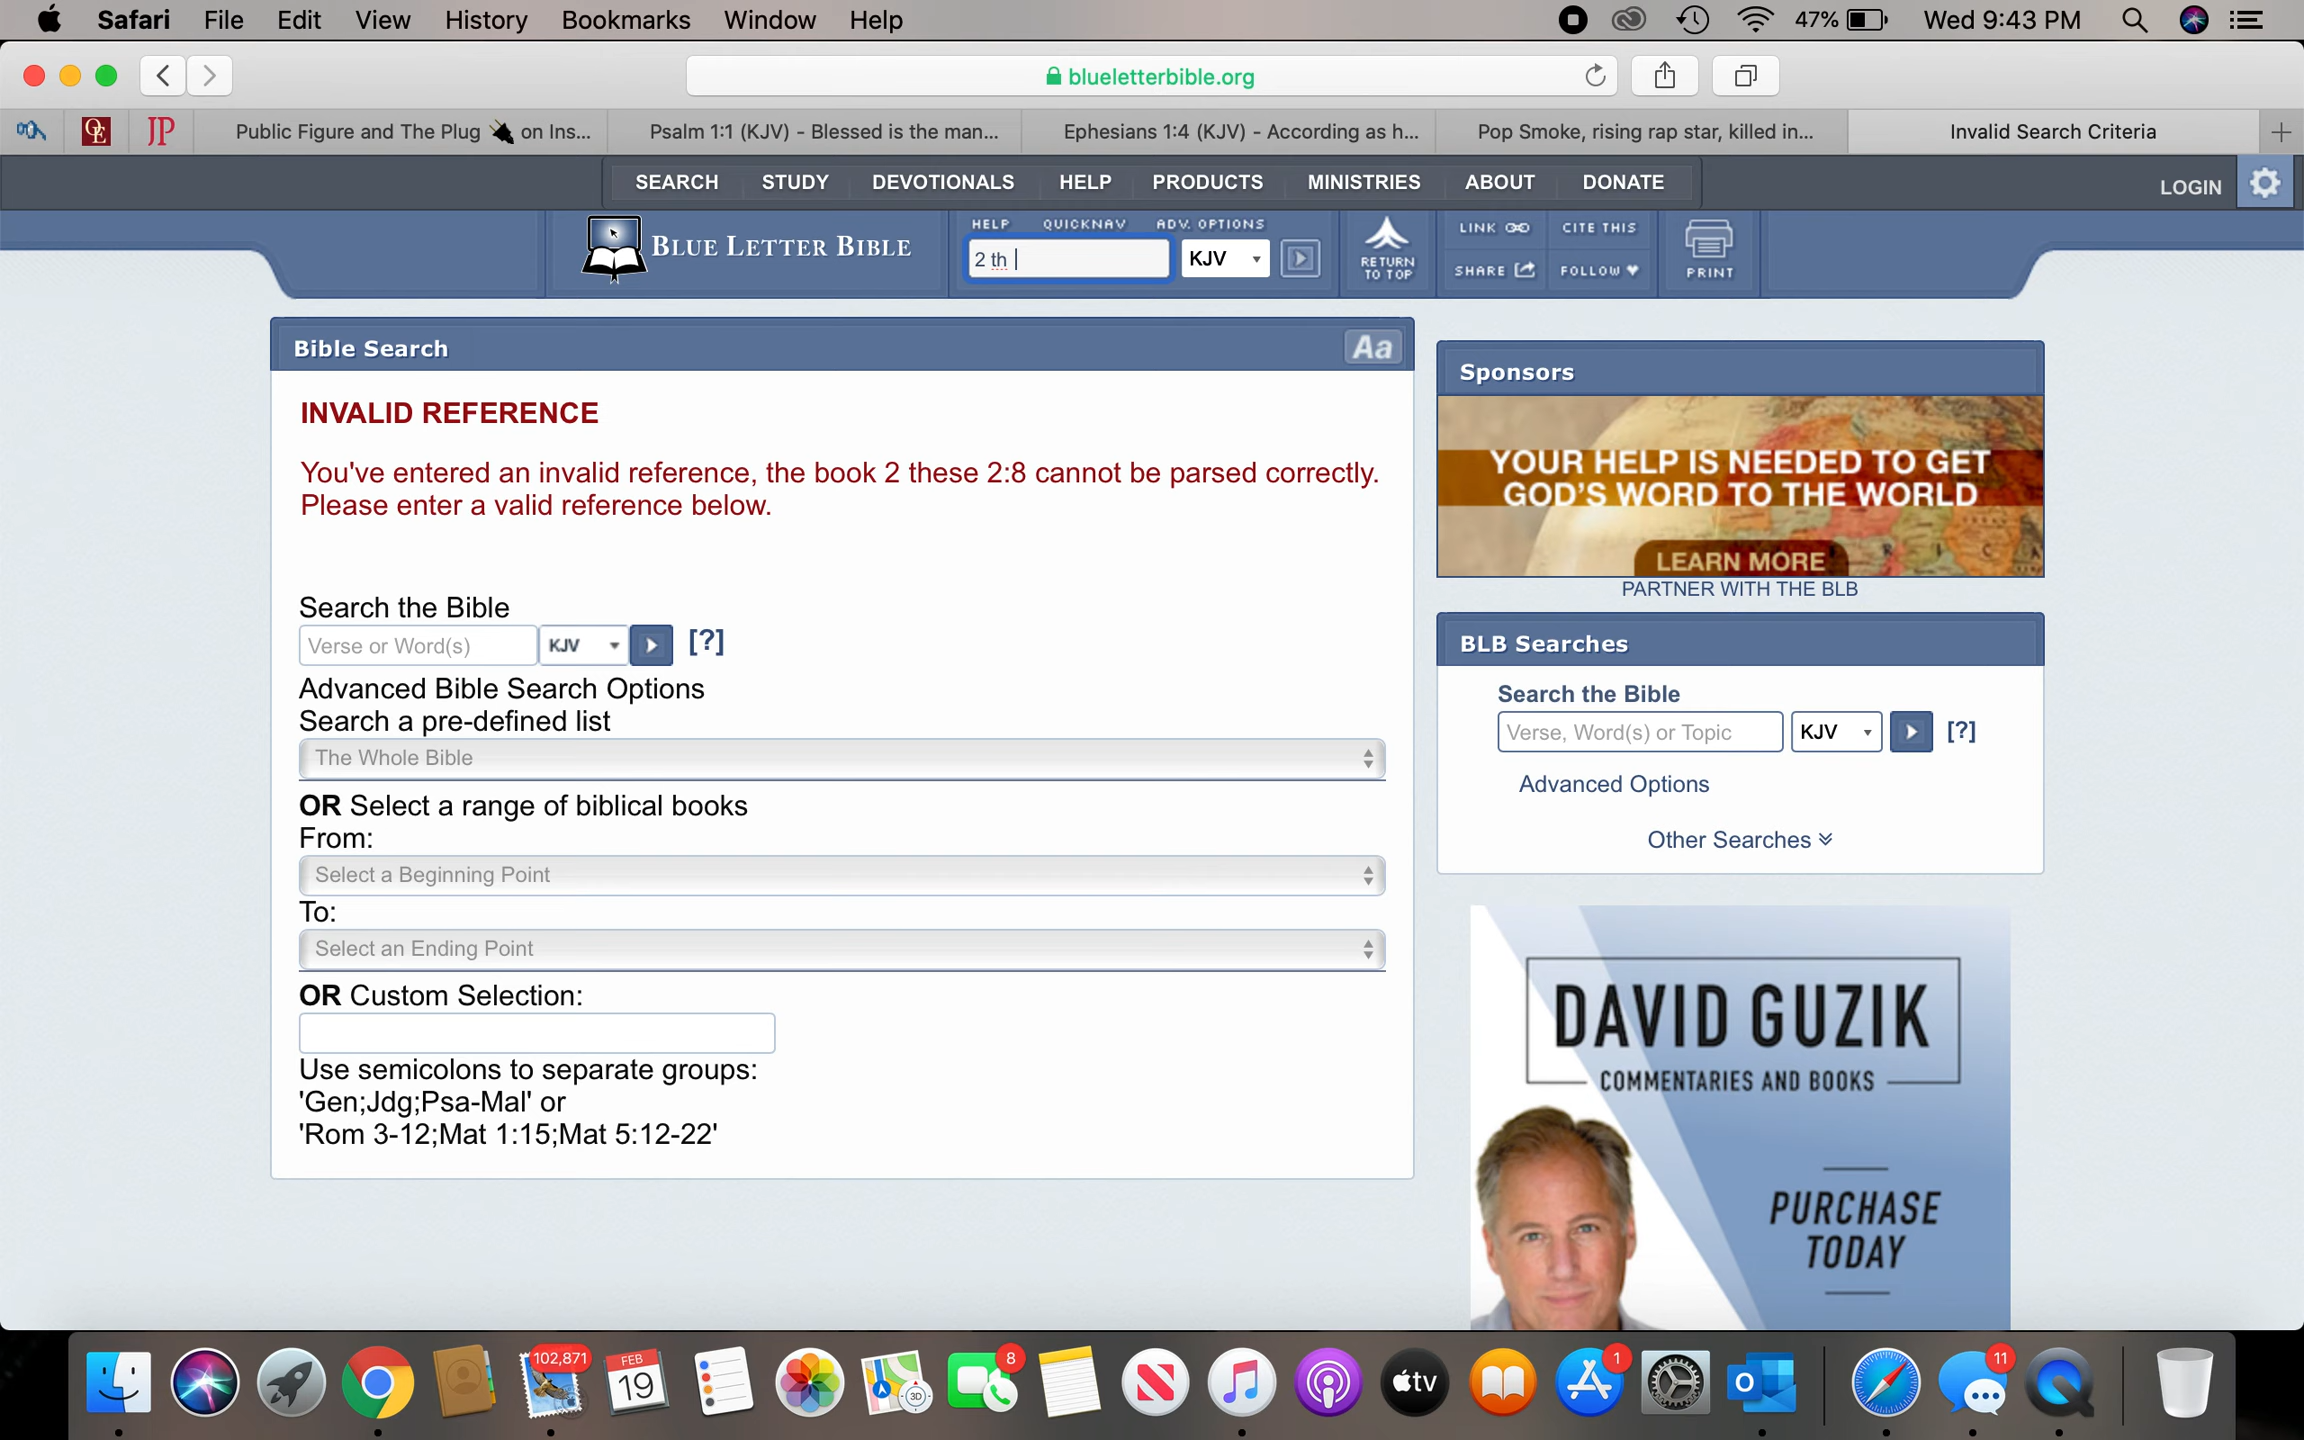 Safari File Edit View History Bookmarks Window Help 47% Wed 9:43 PM
blueletterbible.org
OE JP Public Figure and The Plug 🔌 on Ins... Psalm 1:1 (KJV) - Blessed is the man... Ephesians 1:4 (KJV) - According as h... Pop Smoke, rising rap star, killed in... Invalid Search Criteria
SEARCH STUDY DEVOTIONALS HELP PRODUCTS MINISTRIES ABOUT DONATE LOGIN
HELP QUICKNAV ADV. OPTIONS
BLUE LETTER BIBLE
2 th KJV
RETURN TO TOP
LINK CITE THIS
SHARE FOLLOW
PRINT
Bible Search Aa
INVALID REFERENCE
You've entered an invalid reference, the book 2 these 2:8 cannot be parsed correctly.
Please enter a valid reference below.
Search the Bible
Verse or Word(s) KJV [?]
Advanced Bible Search Options
Search a pre-defined list
The Whole Bible
OR Select a range of biblical books
From:
Select a Beginning Point
To:
Select an Ending Point
OR Custom Selection:
Use semicolons to separate groups:
'Gen;Jdg;Psa-Mal' or
'Rom 3-12;Mat 1:15;Mat 5:12-22'
Sponsors
YOUR HELP IS NEEDED TO GET
GOD'S WORD TO THE WORLD
LEARN MORE
PARTNER WITH THE BLB
BLB Searches
Search the Bible
Verse, Word(s) or Topic KJV [?]
Advanced Options
Other Searches
DAVID GUZIK
COMMENTARIES AND BOOKS
PURCHASE
TODAY
102,871 FEB 19 3D 8 tv 1 O 11